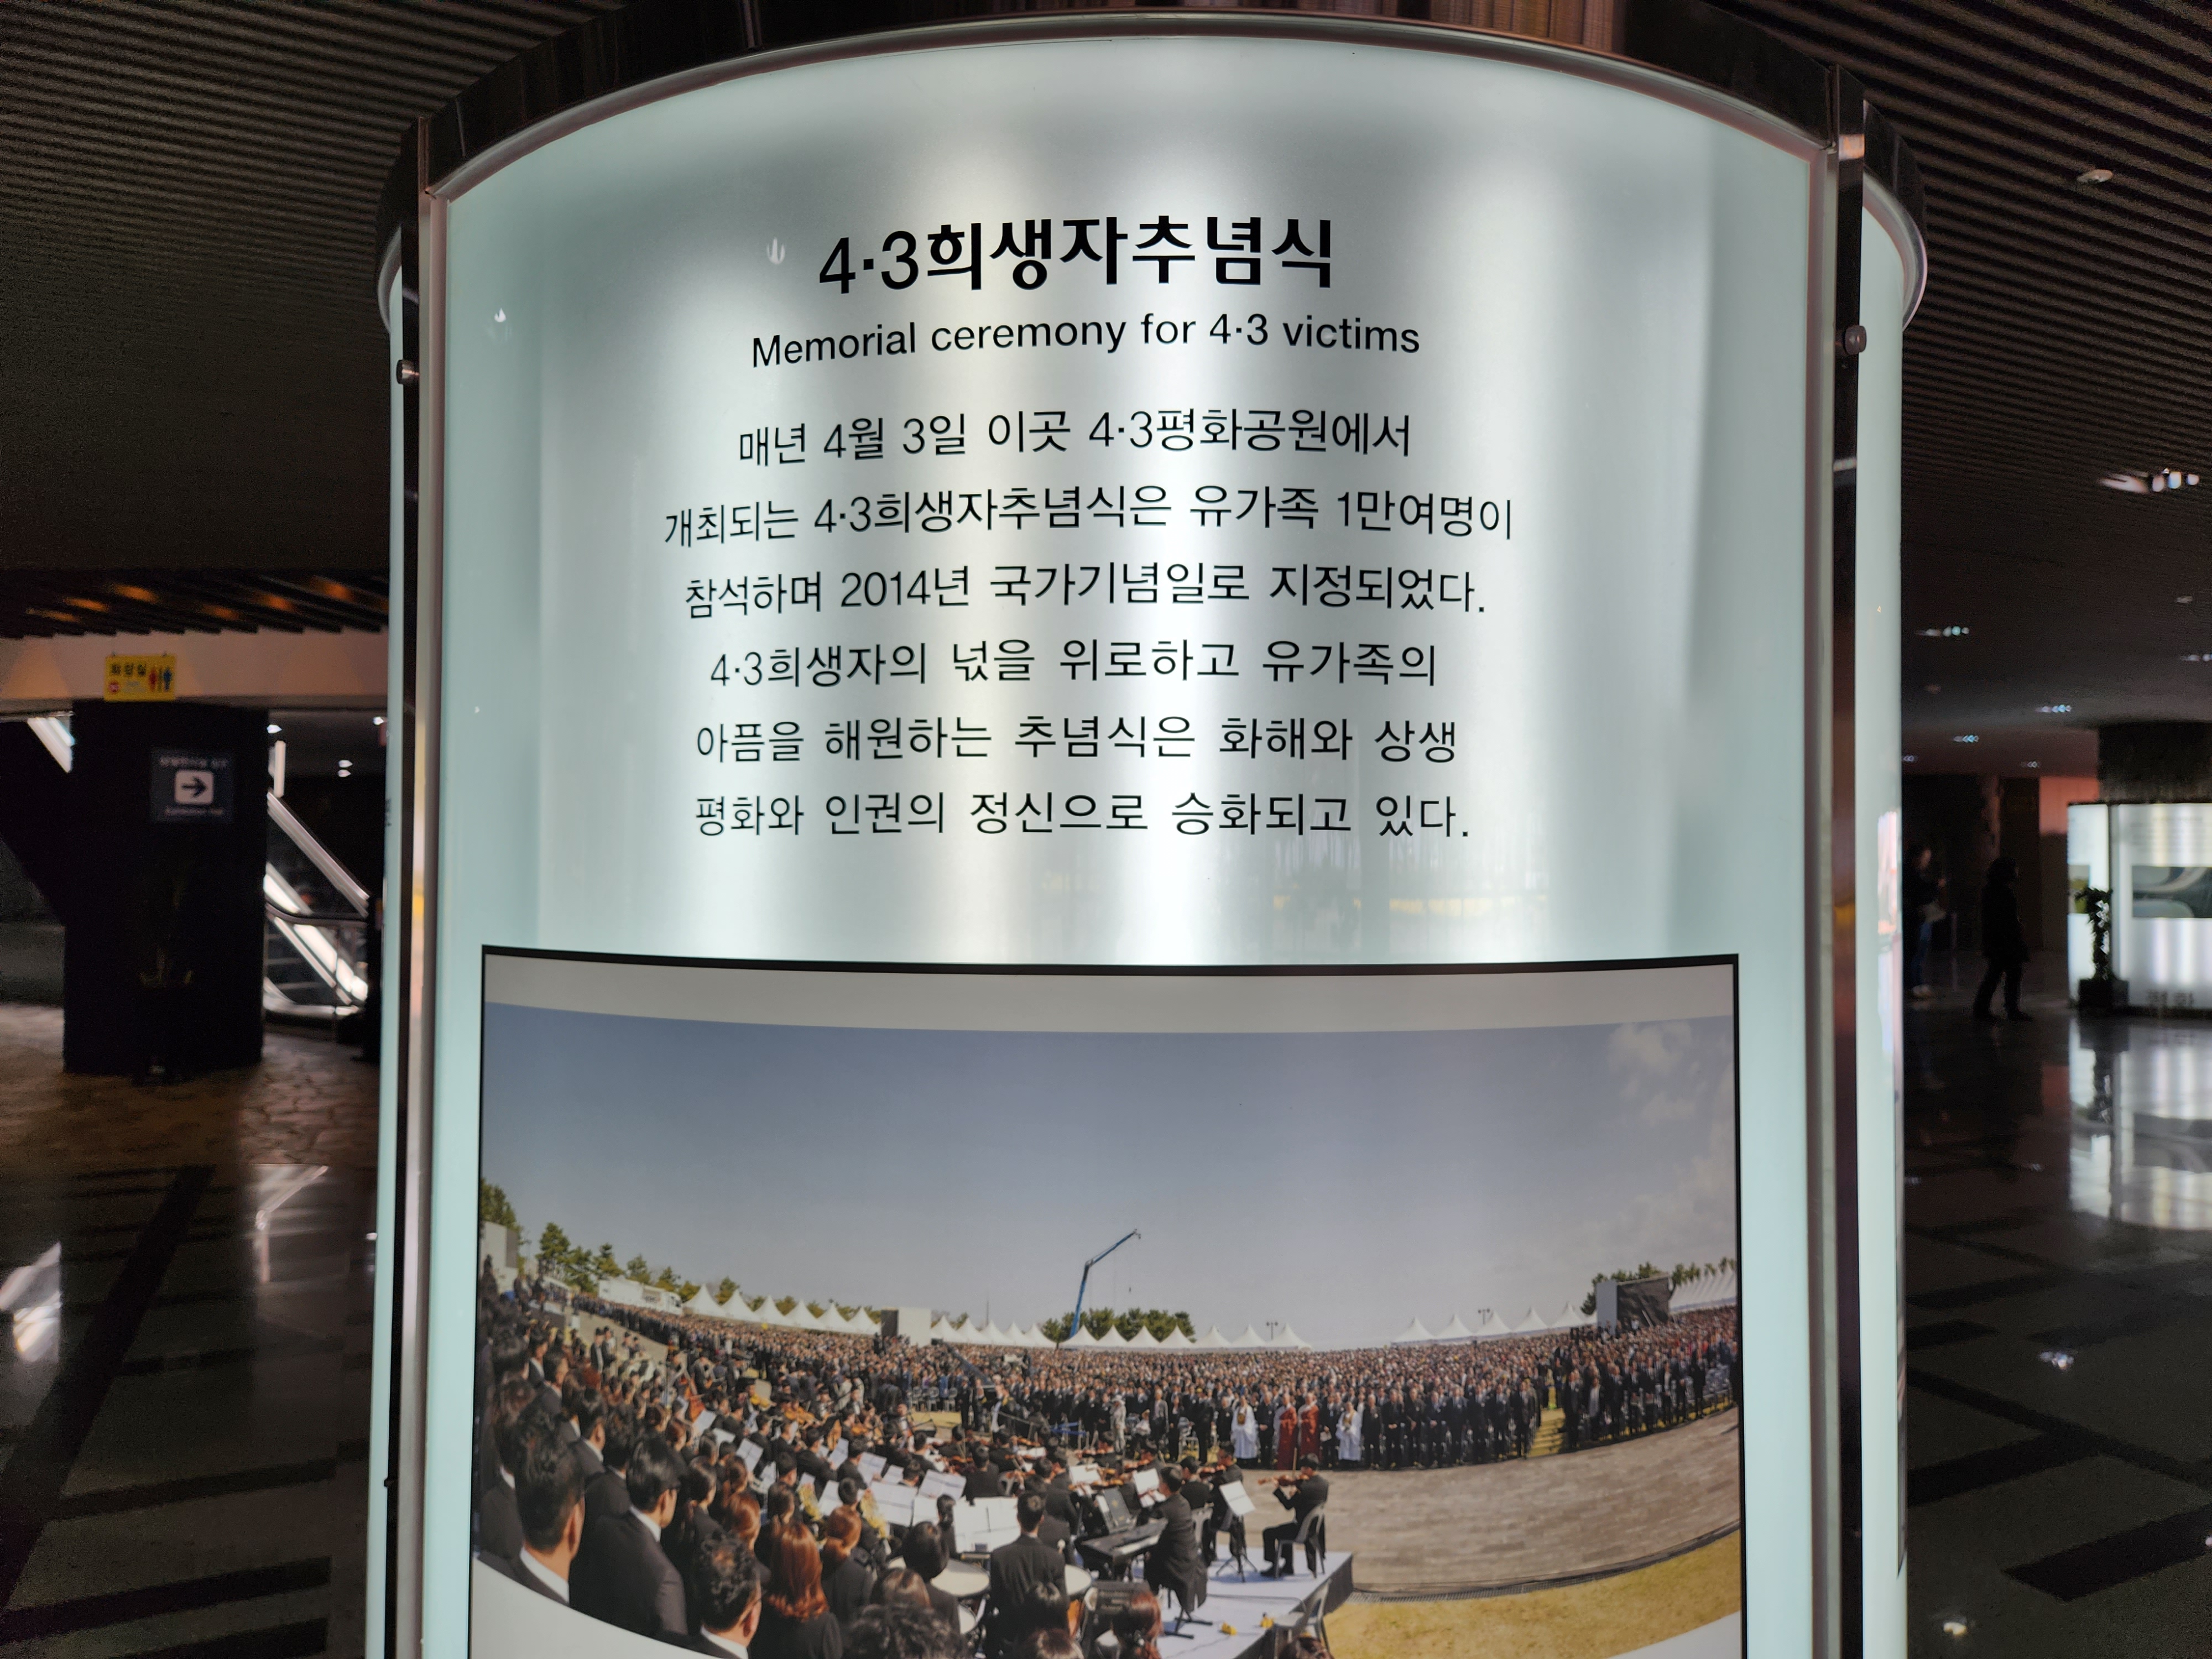 4·3희생자추념식
Memorial ceremony for 4·3 victims
매년 4월 3일 이곳 4·3평화공원에서
개최되는 4·3희생자추념식은 유가족 1만여명이
참석하며 2014년 국가기념일로 지정되었다.
4·3희생자의 넋을 위로하고 유가족의
아픔을 해원하는 추념식은 화해와 상생
평화와 인권의 정신으로 승화되고 있다.
화장실